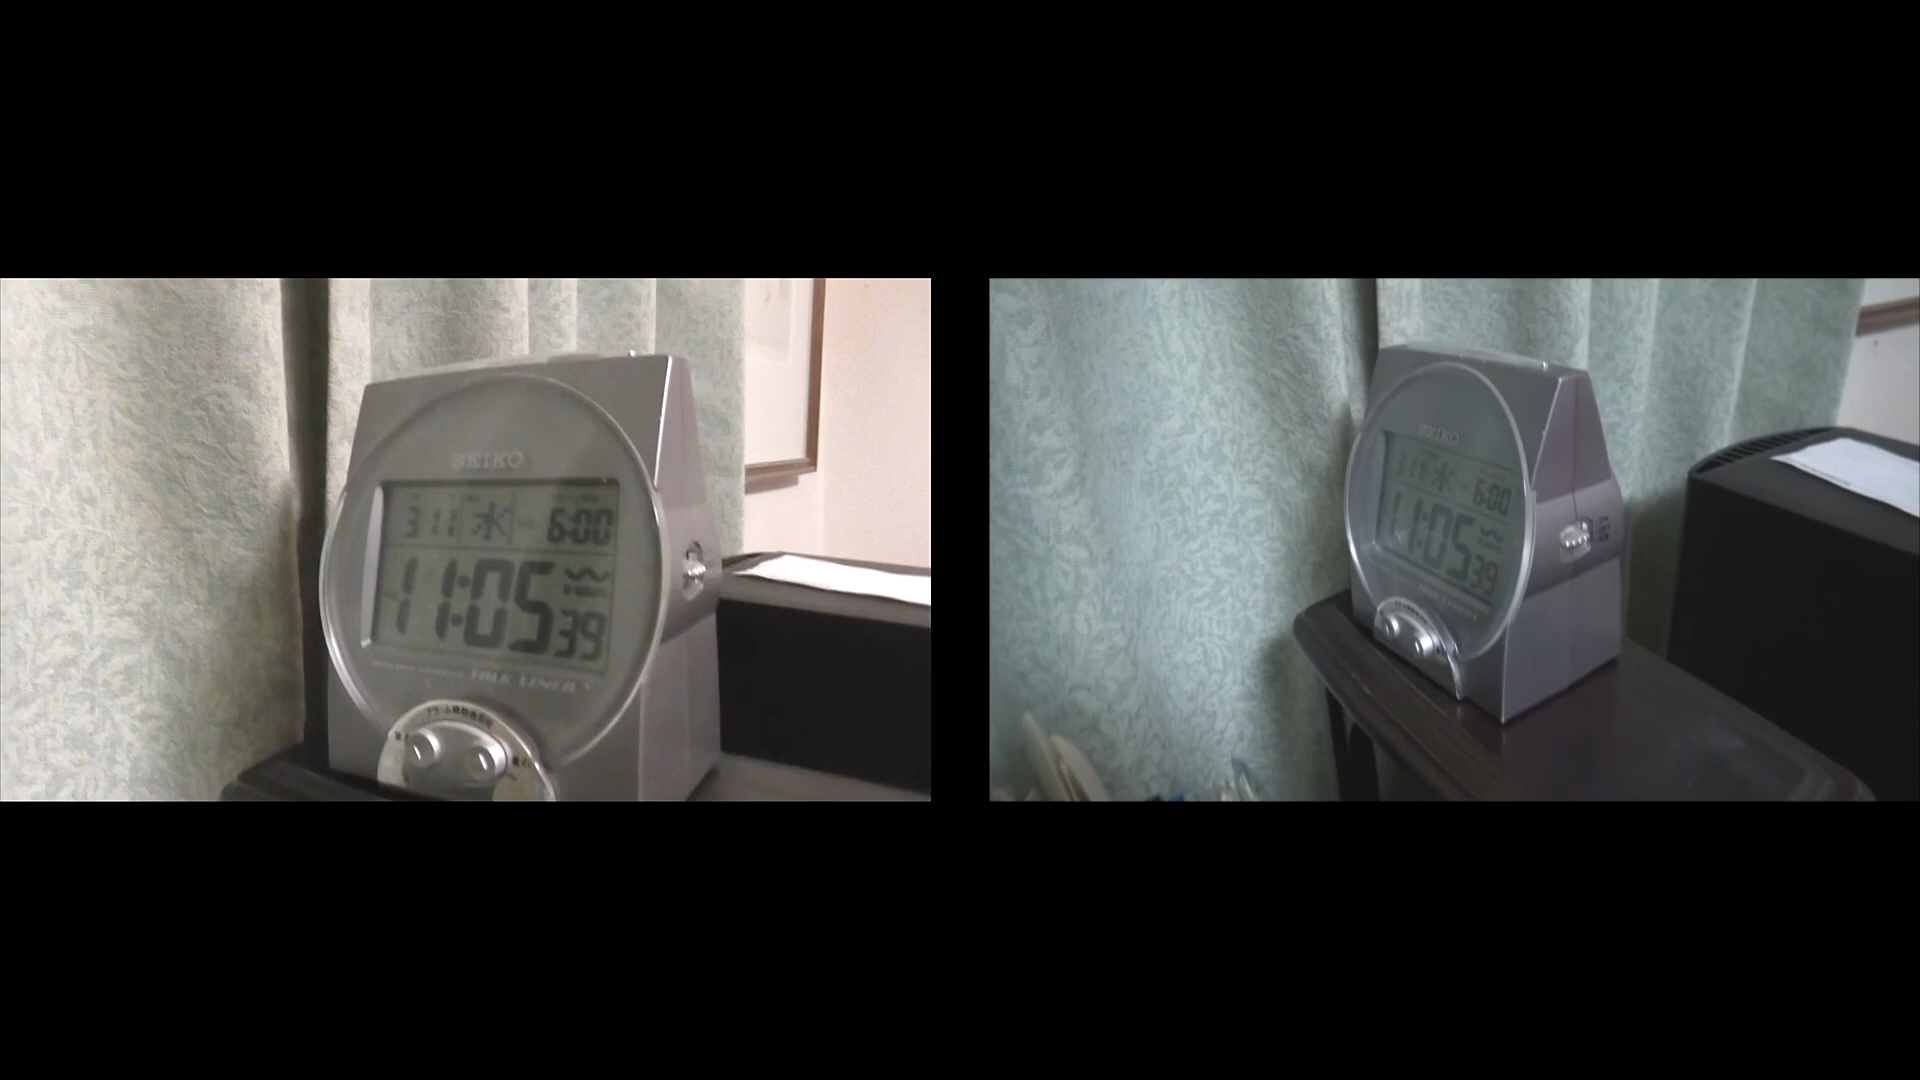 SEIKO
3 11 水 6:00
11:05 39
TALK LINER
SEIKO
3 11 水 6:00
11:05 39